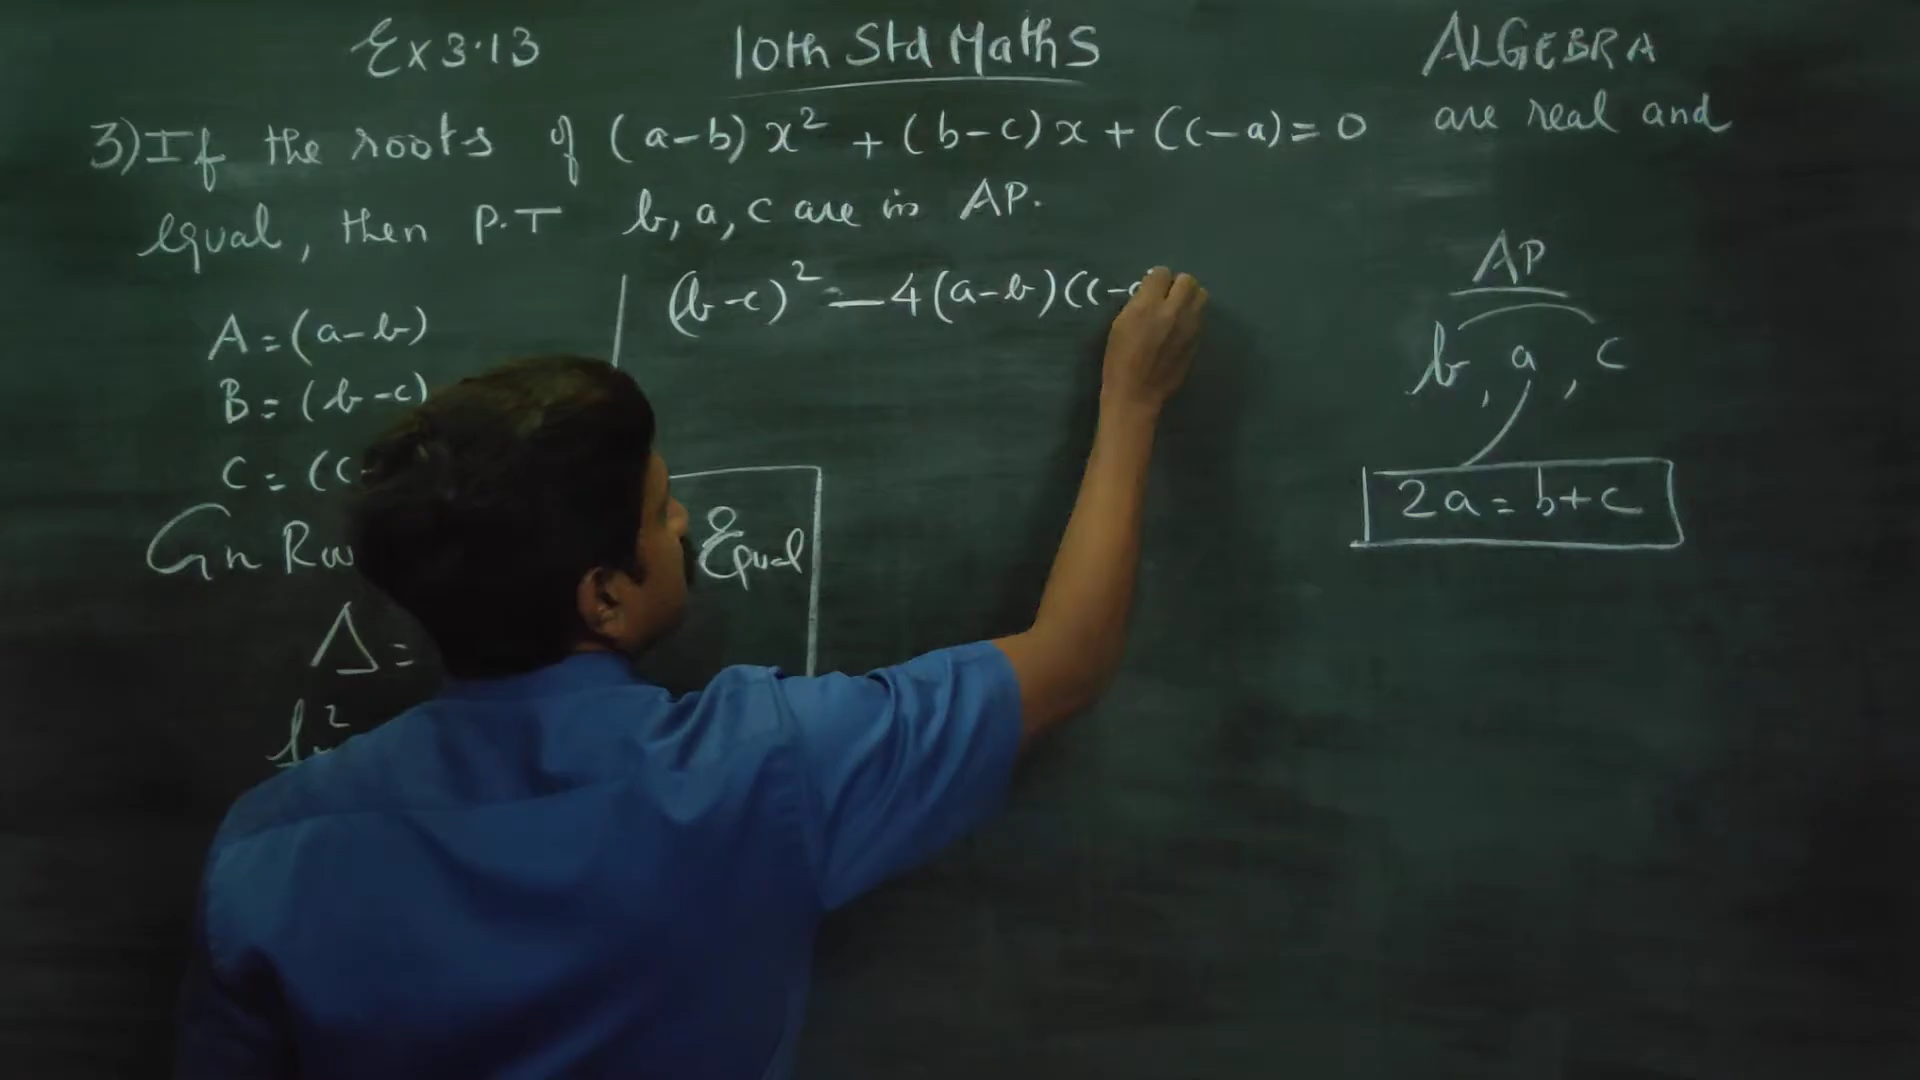 Ex 3.13
10th Std Maths
ALGEBRA
3) If the roots of (a-b) x² + (b-c) x + (c-a) = 0 are real and
equal, then P.T b, a, c are in AP.
A = (a-b)
B = (b-c)
C = (c-
Gn
Δ =
(b-c)² - 4 (a-b) (c-a
Equal
AP
b, a, c
2a = b+c